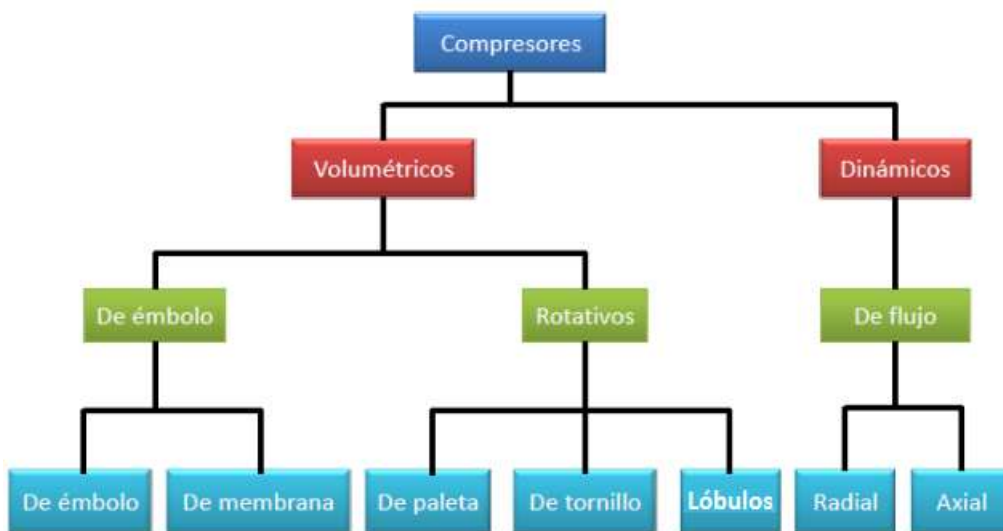 Compresores
Volumétricos
Dinámicos
De émbolo
Rotativos
De flujo
De émbolo
De membrana
De paleta
De tornillo
Lóbulos
Radial
Axial